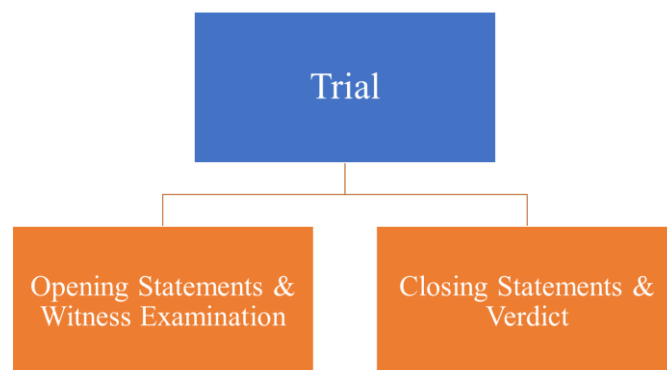 Trial
Opening Statements &
Witness Examination
Closing Statements &
Verdict